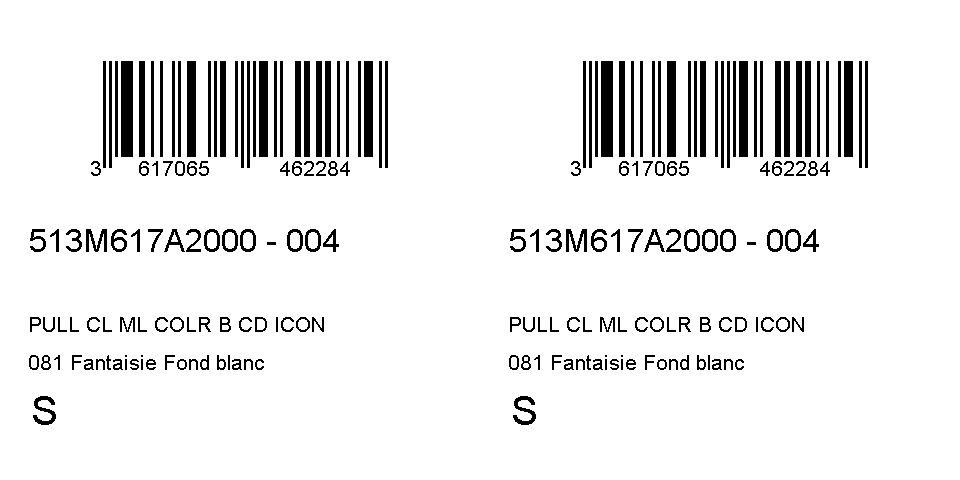 3 617065 462284
513M617A2000 - 004
PULL CL ML COLR B CD ICON
081 Fantaisie Fond blanc
S
3 617065 462284
513M617A2000 - 004
PULL CL ML COLR B CD ICON
081 Fantaisie Fond blanc
S